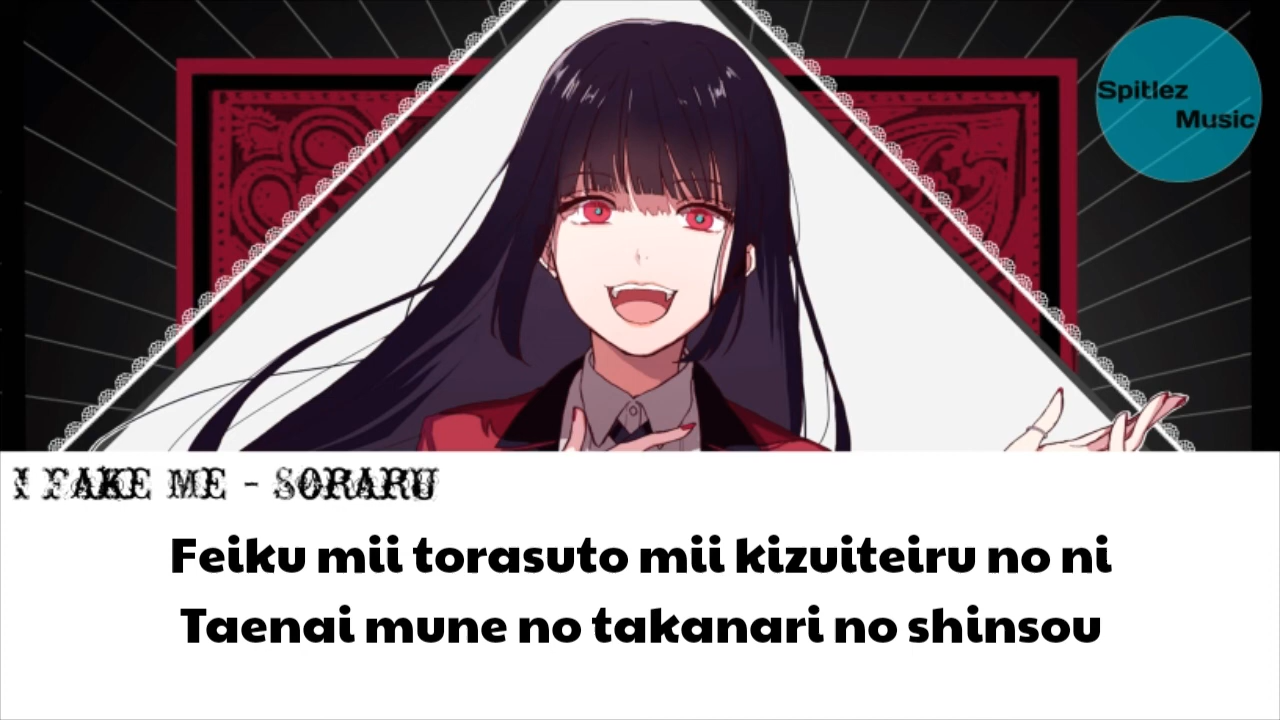 Spitlez
Music
I FAKE ME - SORARU
Feiku mii torasuto mii kizuiteiru no ni
Taenai mune no takanari no shinsou